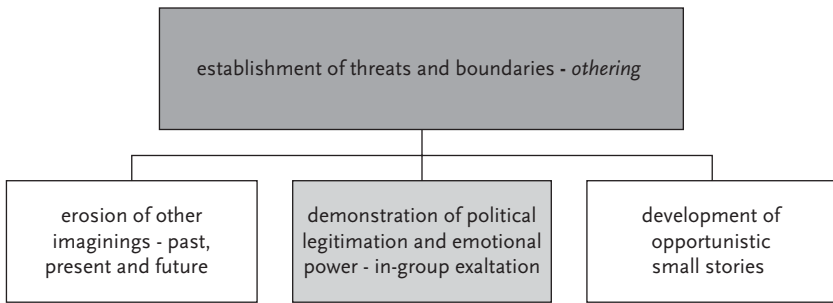 establishment of threats and boundaries - othering
erosion of other
imaginings - past,
present and future
demonstration of political
legitimation and emotional
power - in-group exaltation
development of
opportunistic
small stories